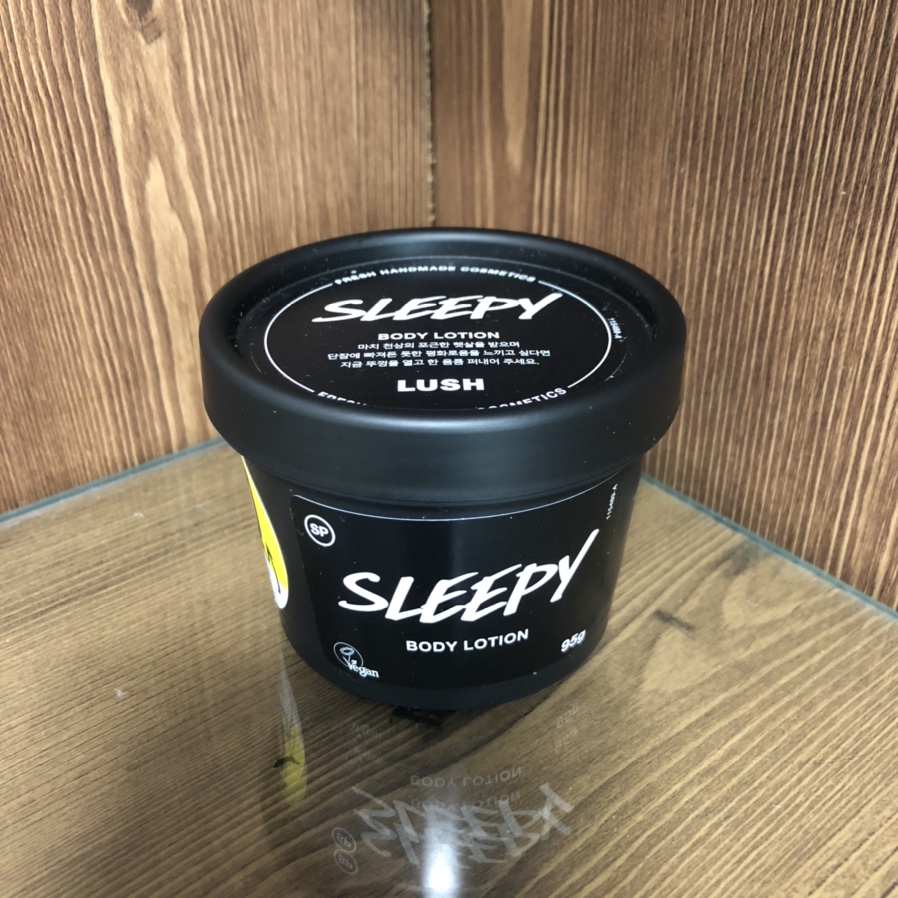 FRESH HANDMADE COSMETICS
SLEEPY
BODY LOTION
마치 천상의 포근한 햇살을 받으며
단잠에 빠져든 듯한 평화로움을 느끼고 싶다면
지금 뚜껑을 열고 한 움큼 퍼내어 주세요.
LUSH
COSMETICS
SP
SLEEPY
BODY LOTION
95g
Vegan